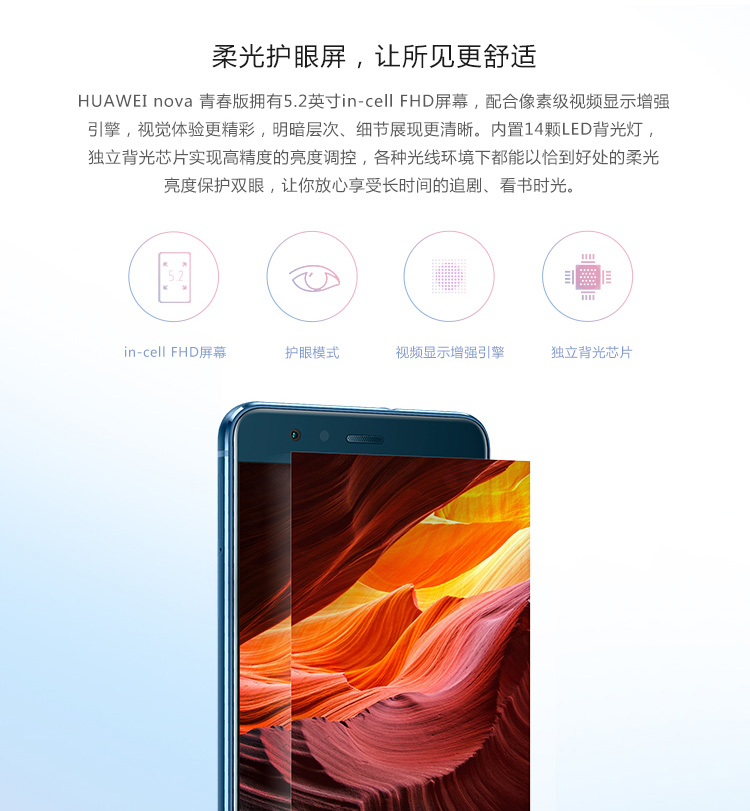 柔光护眼屏，让所见更舒适
HUAWEI nova 青春版拥有5.2英寸in-cell FHD屏幕，配合像素级视频显示增强
引擎，视觉体验更精彩，明暗层次、细节展现更清晰。内置14颗LED背光灯，
独立背光芯片实现高精度的亮度调控，各种光线环境下都能以恰到好处的柔光
亮度保护双眼，让你放心享受长时间的追剧、看书时光。
5.2
in-cell FHD屏幕
护眼模式
视频显示增强引擎
独立背光芯片